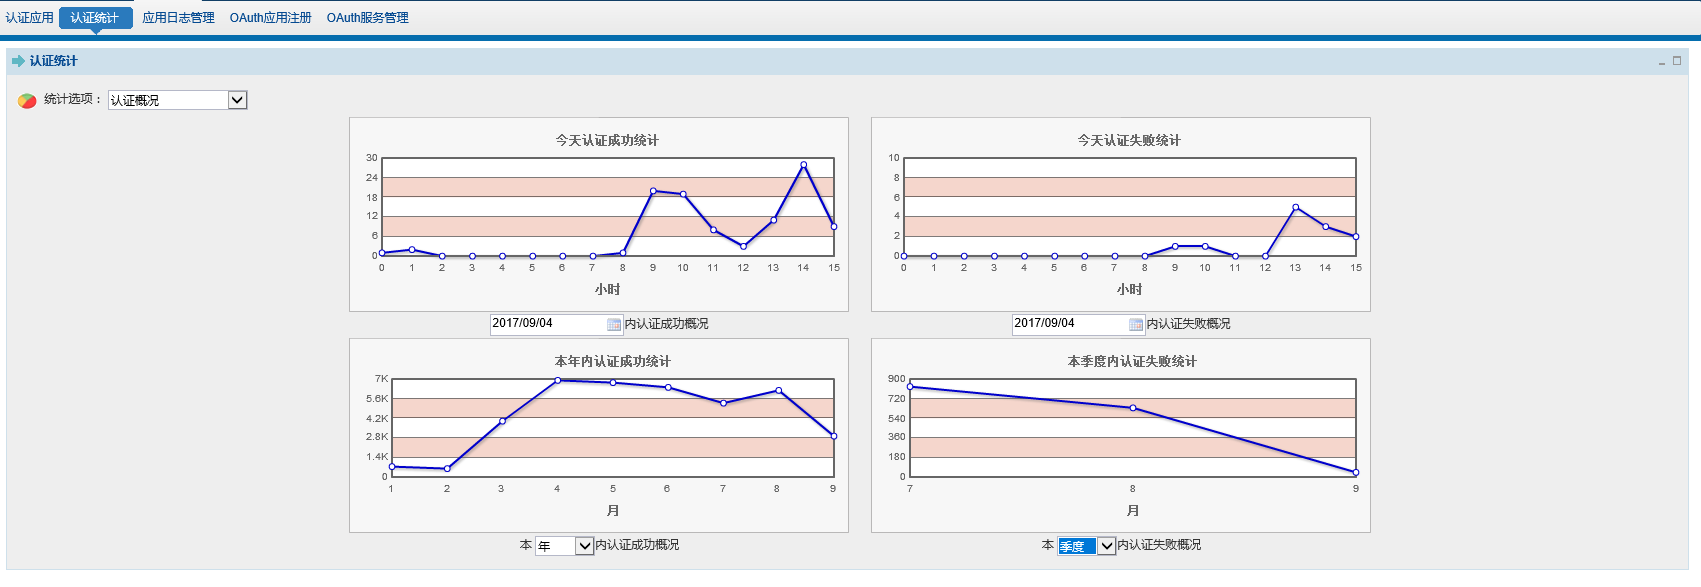 认证应用 认证统计 应用日志管理 OAuth应用注册 OAuth服务管理
认证统计
统计选项： 认证概况
今天认证成功统计
30
24
18
12
6
0
0 1 2 3 4 5 6 7 8 9 10 11 12 13 14 15
小时
2017/09/04 内认证成功概况
今天认证失败统计
10
8
6
4
2
0
0 1 2 3 4 5 6 7 8 9 10 11 12 13 14 15
小时
2017/09/04 内认证失败概况
本年内认证成功统计
7K
5.6K
4.2K
2.8K
1.4K
0
1 2 3 4 5 6 7 8 9
月
本 年 内认证成功概况
本季度内认证失败统计
900
720
540
360
180
0
7 8 9
月
本 季度 内认证失败概况